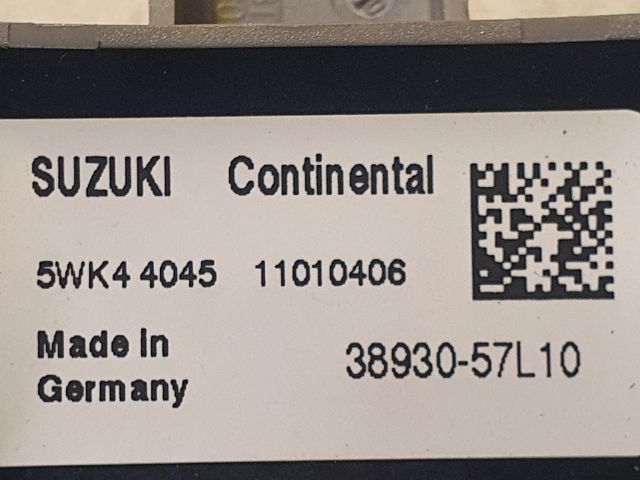 SUZUKI Continental
5WK4 4045 11010406
Made in
Germany
38930-57L10